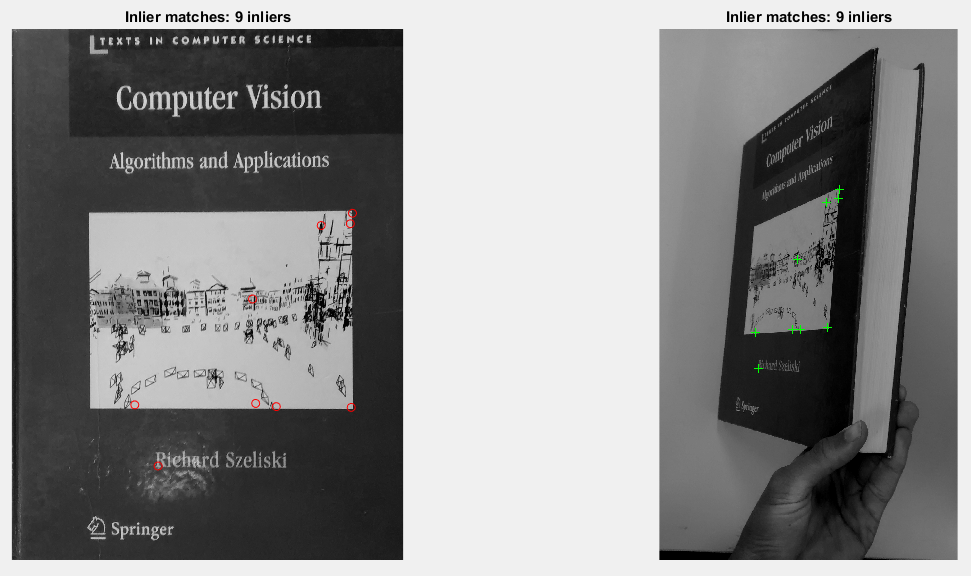 Inlier matches: 9 inliers
TEXTS IN COMPUTER SCIENCE
Computer Vision
Algorithms and Applications
Richard Szeliski
Springer
Inlier matches: 9 inliers
TEXTS IN COMPUTER SCIENCE
Computer Vision
Algorithms and Applications
Richard Szeliski
Springer